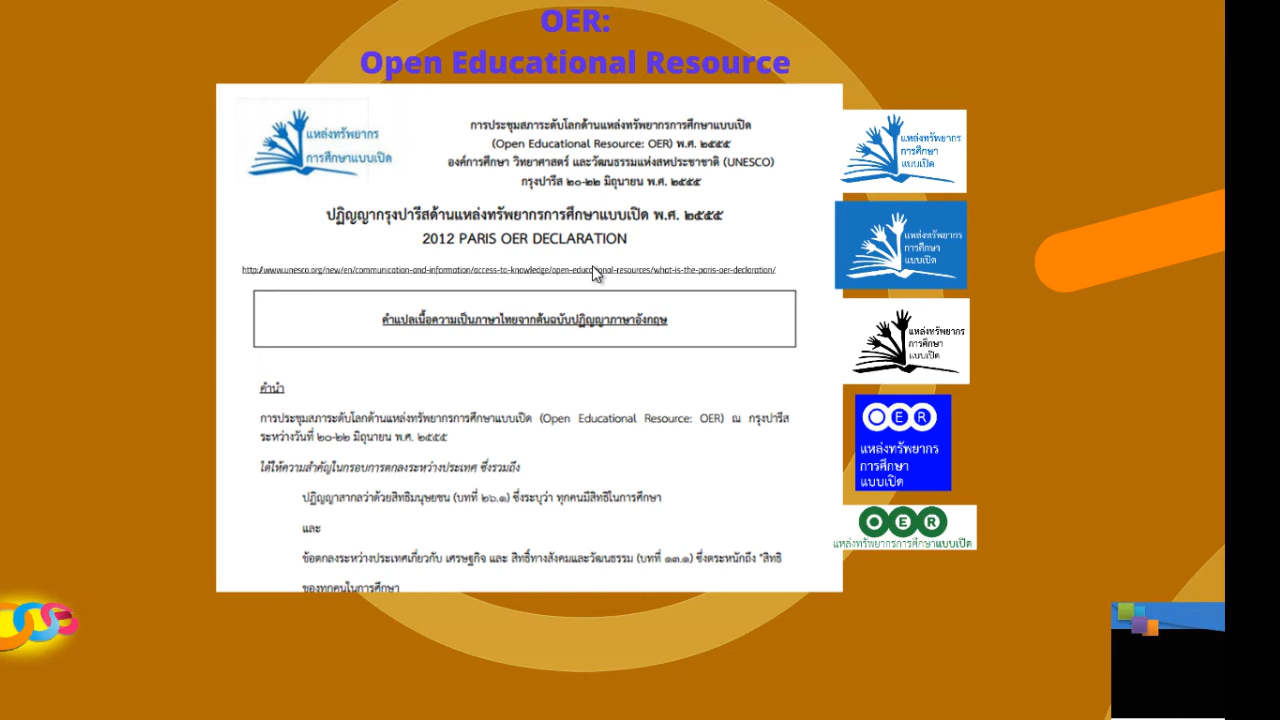 OER:
Open Educational Resource
แหล่งทรัพยากร
การศึกษาแบบเปิด
การประชุมสภาระดับโลกด้านแหล่งทรัพยากรการศึกษาแบบเปิด
(Open Educational Resource: OER) พ.ศ. ๒๕๕๕
องค์การศึกษา วิทยาศาสตร์ และวัฒนธรรมแห่งสหประชาชาติ (UNESCO)
กรุงปารีส ๒๐-๒๒ มิถุนายน พ.ศ. ๒๕๕๕
ปฏิญญากรุงปารีสด้านแหล่งทรัพยากรการศึกษาแบบเปิด พ.ศ. ๒๕๕๕
2012 PARIS OER DECLARATION
http://www.unesco.org/new/en/communication-and-information/access-to-knowledge/open-educational-resources/what-is-the-paris-oer-declaration/
คำแปลเนื้อความเป็นภาษาไทยจากต้นฉบับปฏิญญาภาษาอังกฤษ
คำนำ
การประชุมสภาระดับโลกด้านแหล่งทรัพยากรการศึกษาแบบเปิด (Open Educational Resource: OER) ณ กรุงปารีส
ระหว่างวันที่ ๒๐-๒๒ มิถุนายน พ.ศ. ๒๕๕๕
ได้ให้ความสำคัญในกรอบการตกลงระหว่างประเทศ ซึ่งรวมถึง
ปฏิญญาสากลว่าด้วยสิทธิมนุษยชน (บทที่ ๒๖.๑) ซึ่งระบุว่า ทุกคนมีสิทธิในการศึกษา
และ
ข้อตกลงระหว่างประเทศเกี่ยวกับ เศรษฐกิจ และ สิทธิ์ทางสังคมและวัฒนธรรม (บทที่ ๑๓.๑) ซึ่งตระหนักถึง "สิทธิ
ของทุกคนในการศึกษา
แหล่งทรัพยากร
การศึกษา
แบบเปิด
แหล่งทรัพยากร
การศึกษา
แบบเปิด
แหล่งทรัพยากร
การศึกษา
แบบเปิด
OER
แหล่งทรัพยากร
การศึกษา
แบบเปิด
OER
แหล่งทรัพยากรการศึกษาแบบเปิด